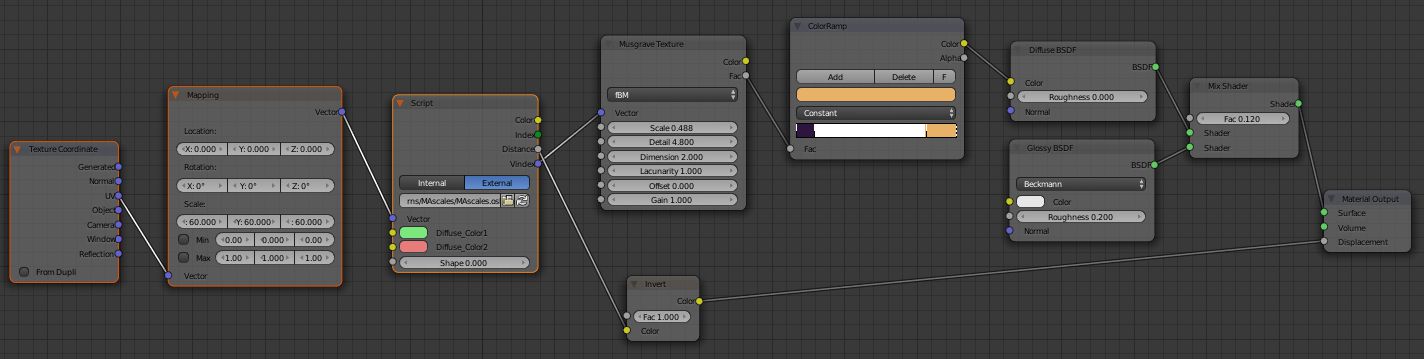 Texture Coordinate
Generated
Normal
UV
Object
Camera
Window
Reflection
From Dupli
Mapping
Vector
Location:
X: 0.000 Y: 0.000 Z: 0.000
Rotation:
X: 0° Y: 0° Z: 0°
Scale:
: 60.000 Y: 60.000 : 60.000
Min 0.00 0.000 0.00
Max 1.00 1.000 1.00
Vector
Script
Color
Index
Distance
Vindex
Internal External
rns/MAscales/MAscales.os
Vector
Diffuse_Color1
Diffuse_Color2
Shape 0.000
Musgrave Texture
Color
Fac
fBM
Vector
Scale 0.488
Detail 4.800
Dimension 2.000
Lacunarity 1.000
Offset 0.000
Gain 1.000
Invert
Color
Fac 1.000
Color
ColorRamp
Color
Alpha
Add Delete F
Constant
Fac
Diffuse BSDF
BSDF
Color
Roughness 0.000
Normal
Glossy BSDF
BSDF
Beckmann
Color
Roughness 0.200
Normal
Mix Shader
Shader
Fac 0.120
Shader
Shader
Material Output
Surface
Volume
Displacement